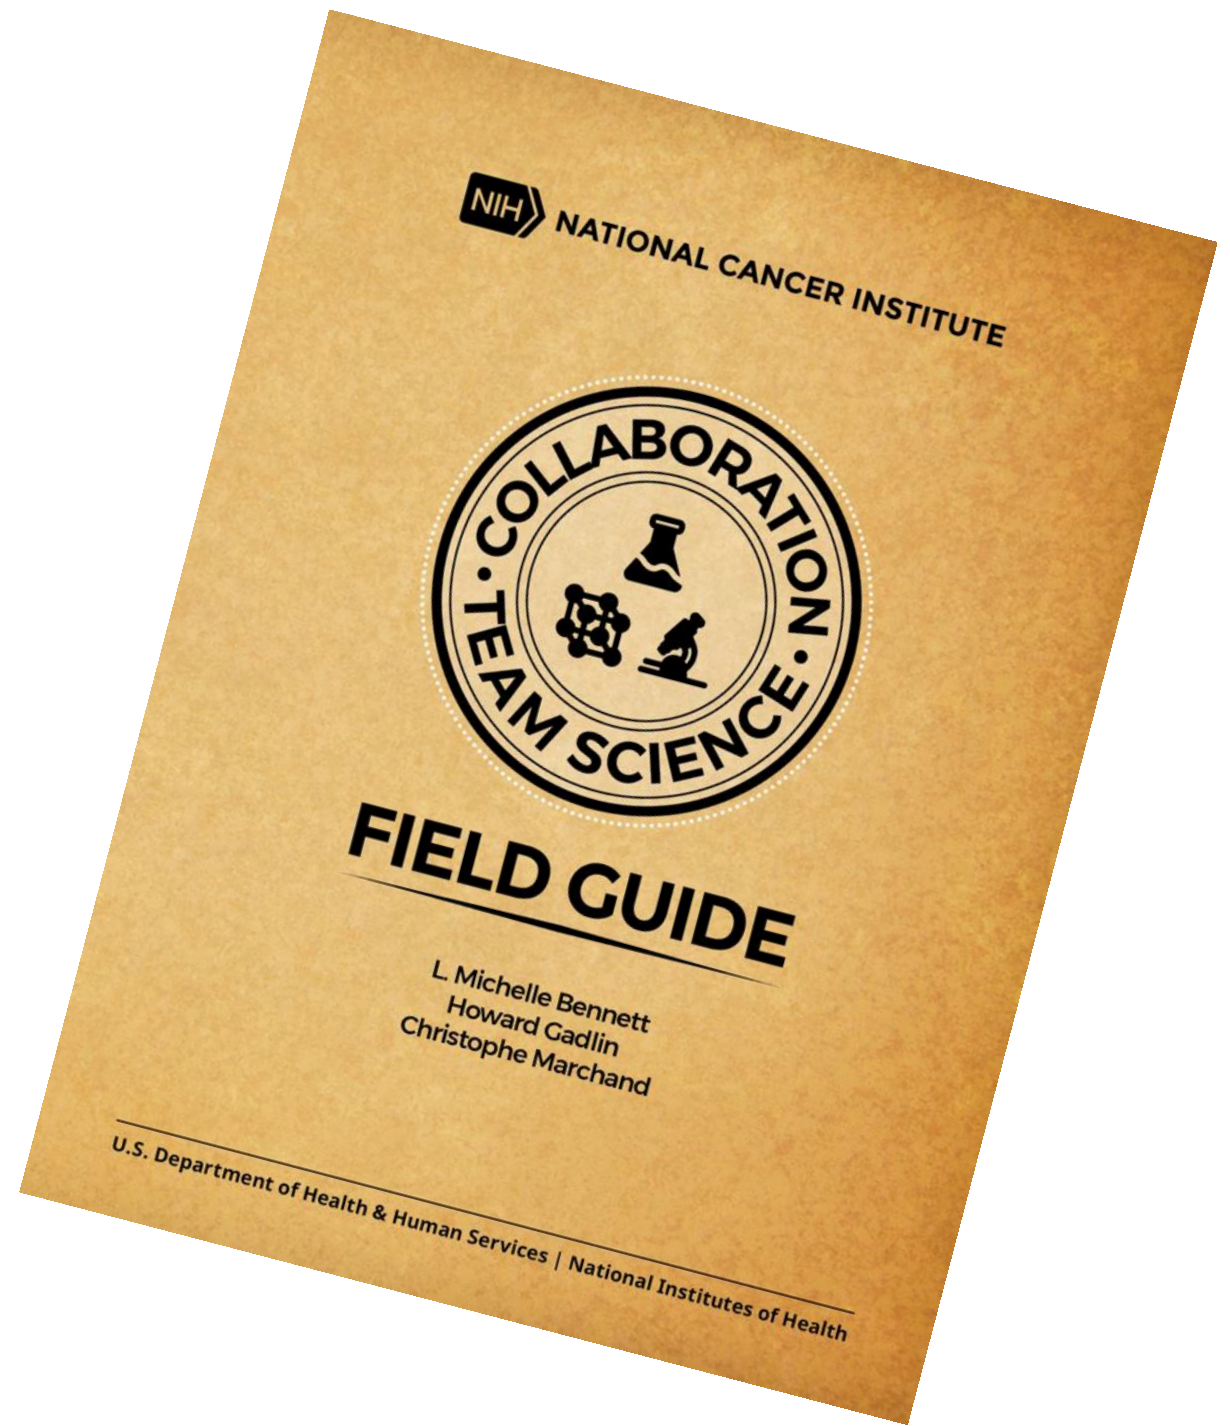 NIH
NATIONAL CANCER INSTITUTE
• COLLABORATION •
TEAM SCIENCE
FIELD GUIDE
L. Michelle Bennett
Howard Gadlin
Christophe Marchand
U.S. Department of Health & Human Services | National Institutes of Health